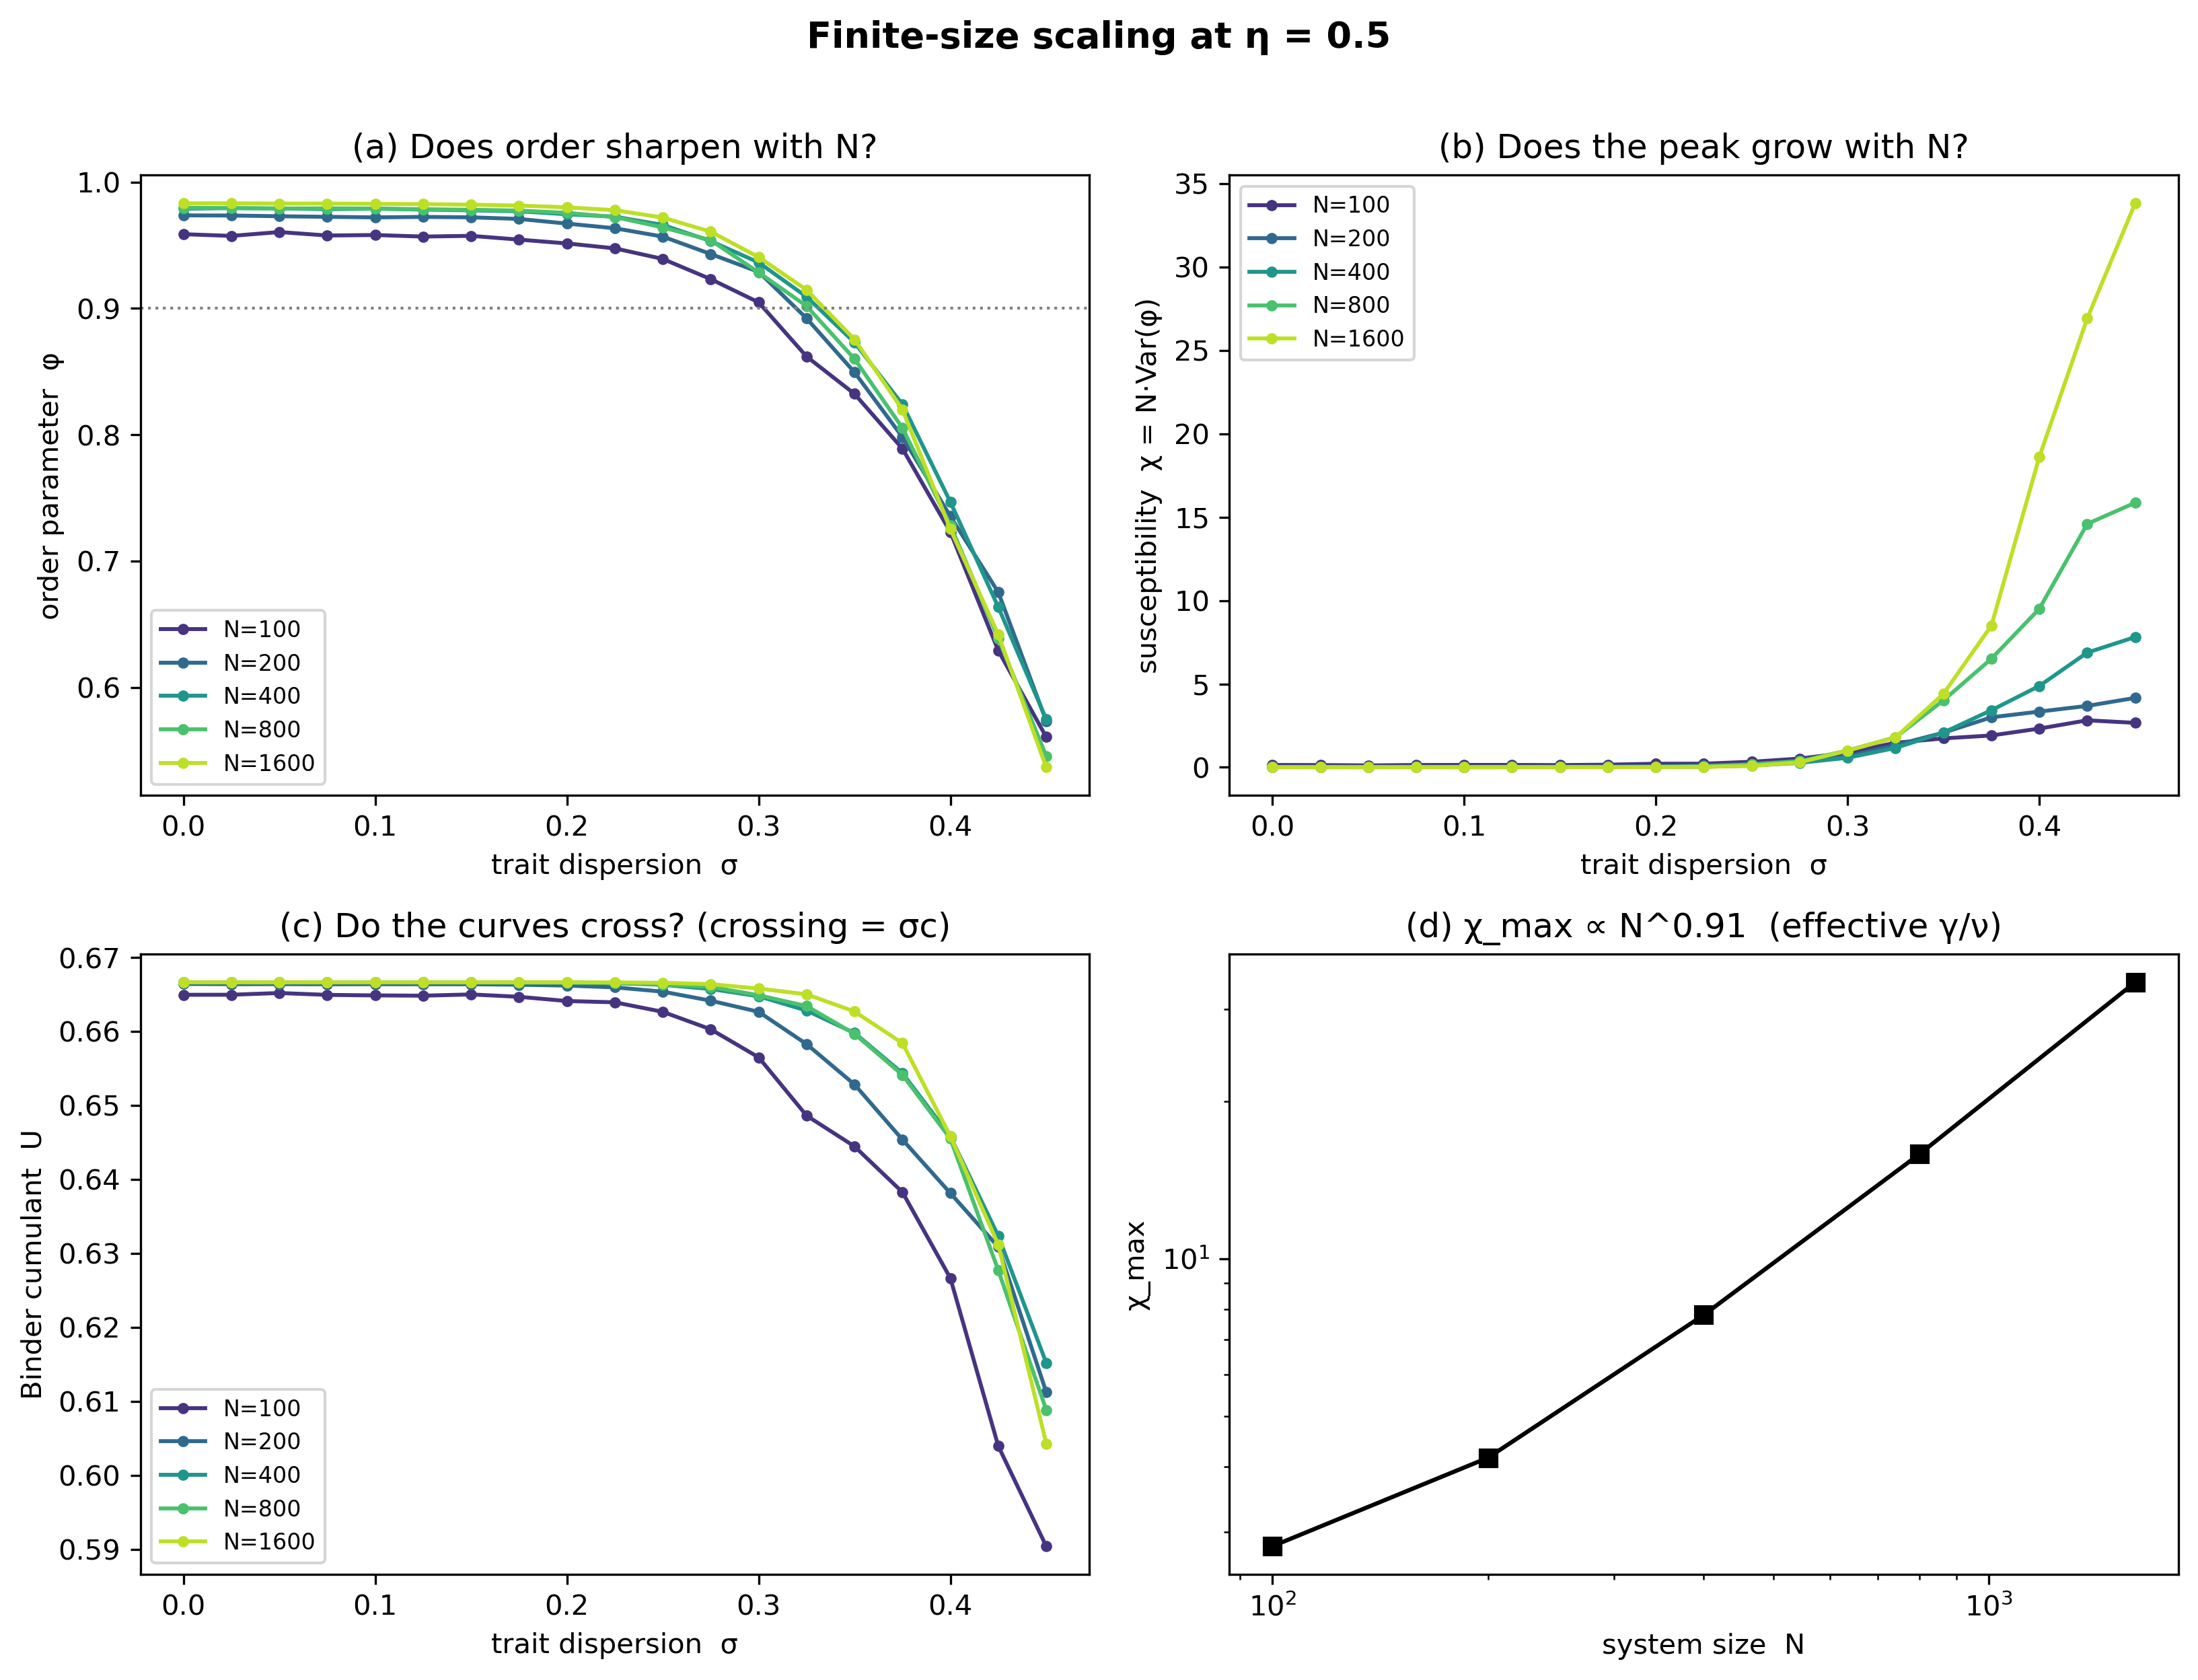 Finite-size scaling at η = 0.5
(a) Does order sharpen with N?
1.0
0.9
0.8
0.7
0.6
order parameter φ
N=100
N=200
N=400
N=800
N=1600
0.0 0.1 0.2 0.3 0.4
trait dispersion σ
(b) Does the peak grow with N?
35
30
25
20
15
10
5
0
susceptibility χ = N·Var(φ)
N=100
N=200
N=400
N=800
N=1600
0.0 0.1 0.2 0.3 0.4
trait dispersion σ
(c) Do the curves cross? (crossing = σc)
0.67
0.66
0.65
0.64
0.63
0.62
0.61
0.60
0.59
Binder cumulant U
N=100
N=200
N=400
N=800
N=1600
0.0 0.1 0.2 0.3 0.4
trait dispersion σ
(d) χ_max ∝ N^0.91 (effective γ/ν)
10¹
χ_max
10² 10³
system size N